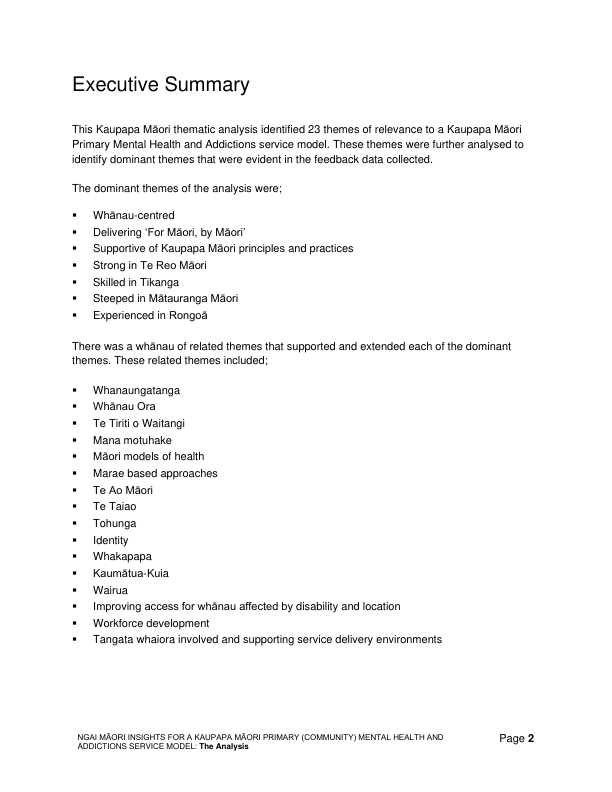 Executive Summary
This Kaupapa Māori thematic analysis identified 23 themes of relevance to a Kaupapa Māori
Primary Mental Health and Addictions service model. These themes were further analysed to
identify dominant themes that were evident in the feedback data collected.
The dominant themes of the analysis were;
▪ Whānau-centred
▪ Delivering ‘For Māori, by Māori’
▪ Supportive of Kaupapa Māori principles and practices
▪ Strong in Te Reo Māori
▪ Skilled in Tikanga
▪ Steeped in Mātauranga Māori
▪ Experienced in Rongoā
There was a whānau of related themes that supported and extended each of the dominant
themes. These related themes included;
▪ Whanaungatanga
▪ Whānau Ora
▪ Te Tiriti o Waitangi
▪ Mana motuhake
▪ Māori models of health
▪ Marae based approaches
▪ Te Ao Māori
▪ Te Taiao
▪ Tohunga
▪ Identity
▪ Whakapapa
▪ Kaumātua-Kuia
▪ Wairua
▪ Improving access for whānau affected by disability and location
▪ Workforce development
▪ Tangata whaiora involved and supporting service delivery environments
NGAI MĀORI INSIGHTS FOR A KAUPAPA MĀORI PRIMARY (COMMUNITY) MENTAL HEALTH AND
ADDICTIONS SERVICE MODEL: The Analysis
Page 2